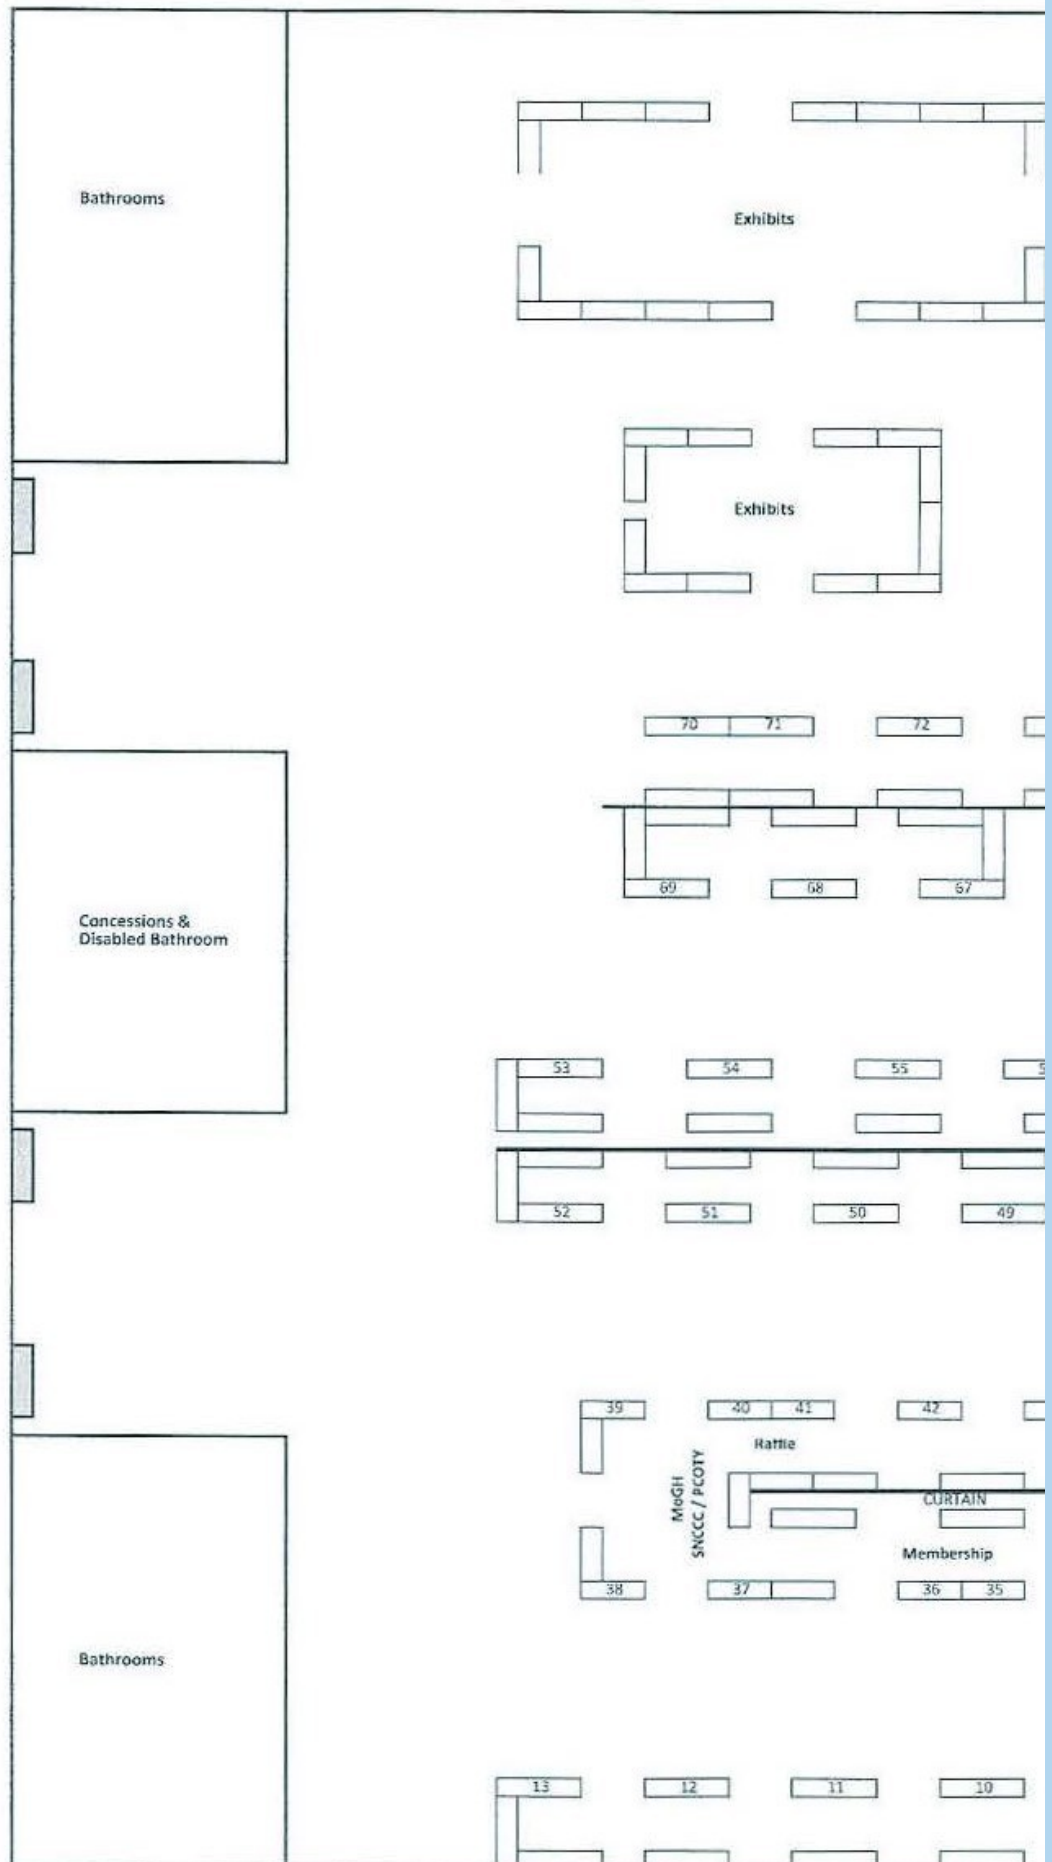 Bathrooms
Exhibits
Exhibits
70 71 72
69 68 67
Concessions &
Disabled Bathroom
53 54 55
52 51 50 49
39 40 41 42
Raffle
MoGH
SNCCC / PCOTY
CURTAIN
Membership
38 37 36 35
Bathrooms
13 12 11 10